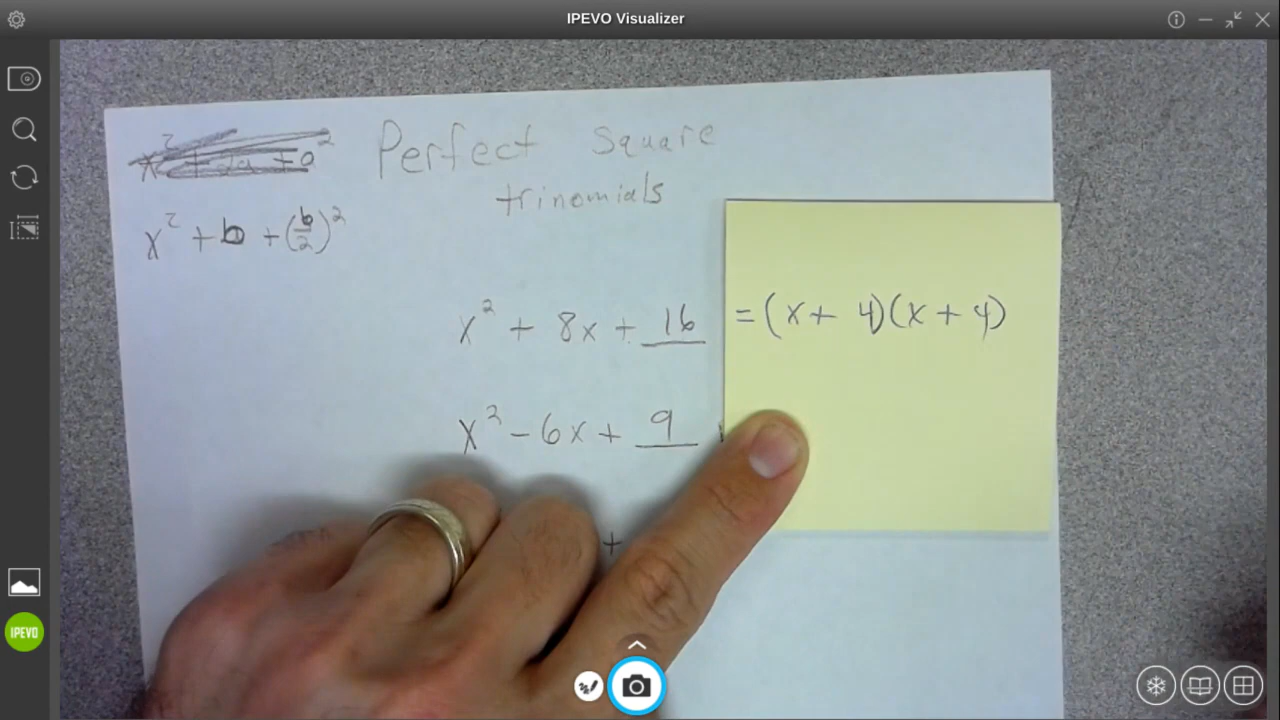 IPEVO Visualizer
Perfect Square
trinomials
x² + b + (b/2)²
x² + 8x + 16 = (x + 4)(x + 4)
x² - 6x + 9
+
IPEVO